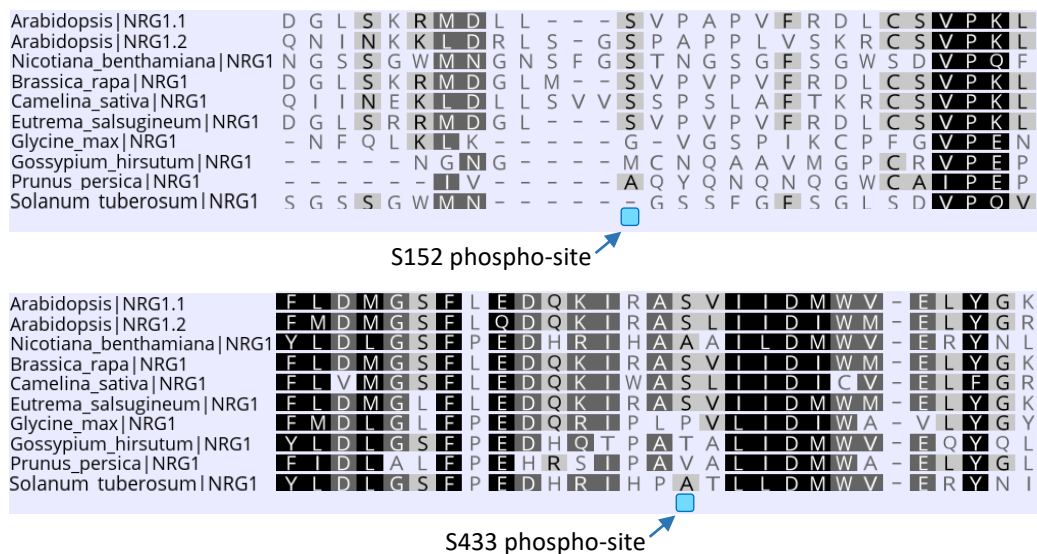 Arabidopsis|NRG1.1 D G L S K R M D L L - - - S V P A P V F R D L C S V P K L
Arabidopsis|NRG1.2 Q N I N K K L D R L S - G S P A P P L V S K R C S V P K L
Nicotiana_benthamiana|NRG1 N G S S G W M N G N S F G S T N G S G F S G W S D V P Q F
Brassica_rapa|NRG1 D G L S K R M D G L M - - S V P V P V F R D L C S V P K L
Camelina_sativa|NRG1 Q I I N E K L D L L S V V S S P S L A F T K R C S V P K L
Eutrema_salsugineum|NRG1 D G L S R R M D G L - - - S V P V P V F R D L C S V P K L
Glycine_max|NRG1 - N F Q L K L K - - - - - G - V G S P I K C P F G V P E N
Gossypium_hirsutum|NRG1 - - - - - N G N G - - - - M C N Q A A V M G P C R V P E P
Prunus persica|NRG1 - - - - - - I V - - - - - A Q Y Q N Q N Q G W C A I P E P
Solanum tuberosum|NRG1 S G S S G W M N - - - - - - G S S F G F S G L S D V P Q V
S152 phospho-site
Arabidopsis|NRG1.1 F L D M G S F L E D Q K I R A S V I I D M W V - E L Y G K
Arabidopsis|NRG1.2 F M D M G S F L Q D Q K I R A S L I I D I W M - E L Y G R
Nicotiana_benthamiana|NRG1 Y L D L G S F P E D H R I H A A A I L D M W V - E R Y N L
Brassica_rapa|NRG1 F L D M G S F L E D Q K I R A S V I I D I W M - E L Y G K
Camelina_sativa|NRG1 F L V M G S F L E D Q K I W A S L I I D I C V - E L F G R
Eutrema_salsugineum|NRG1 F L D M G L F L E D Q K I R A S V I I D M W M - E L Y G K
Glycine_max|NRG1 F M D L G L F P E D Q R I P L P V L I D I W A - V L Y G Y
Gossypium_hirsutum|NRG1 Y L D L G S F P E D H Q T P A T A L I D M W V - E Q Y Q L
Prunus_persica|NRG1 F I D L A L F P E H R S I P A V A L I D M W A - E L Y G L
Solanum tuberosum|NRG1 Y L D L G S F P E D H R I H P A T L L D M W V - E R Y N I
S433 phospho-site